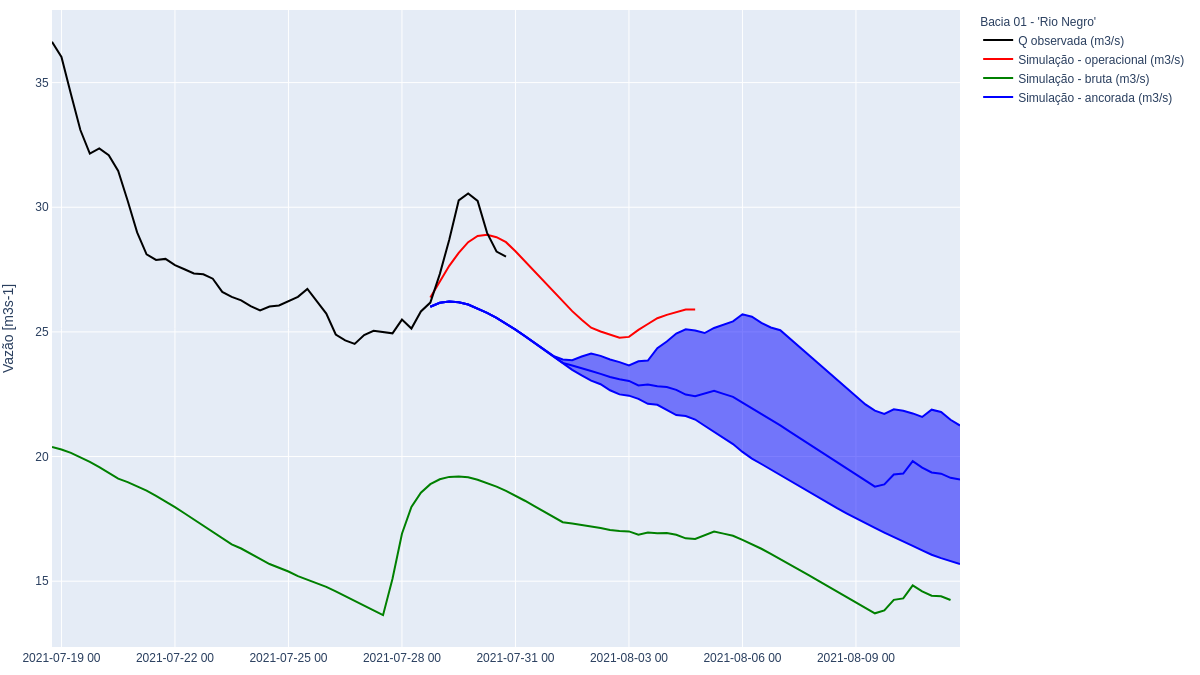 Bacia 01 - 'Rio Negro'
Q observada (m3/s)
Simulação - operacional (m3/s)
Simulação - bruta (m3/s)
Simulação - ancorada (m3/s)
Vazão [m3s-1]
35
30
25
20
15
2021-07-19 00
2021-07-22 00
2021-07-25 00
2021-07-28 00
2021-07-31 00
2021-08-03 00
2021-08-06 00
2021-08-09 00